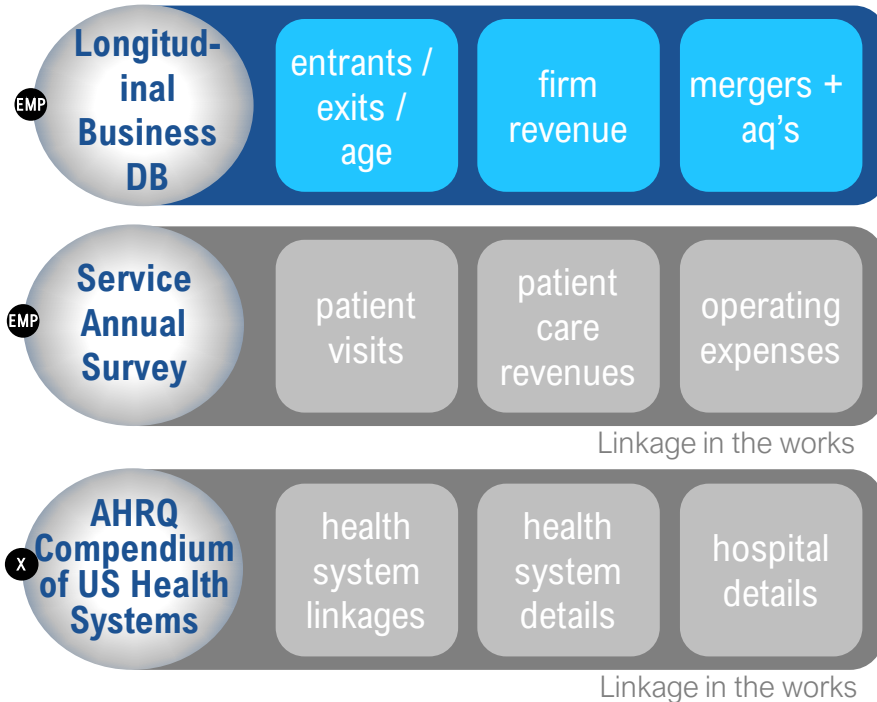 EMP
Longitud-
inal
Business
DB
entrants /
exits /
age
firm
revenue
mergers +
aq's
EMP
Service
Annual
Survey
patient
visits
patient
care
revenues
operating
expenses
Linkage in the works
X
AHRQ
Compendium
of US Health
Systems
health
system
linkages
health
system
details
hospital
details
Linkage in the works